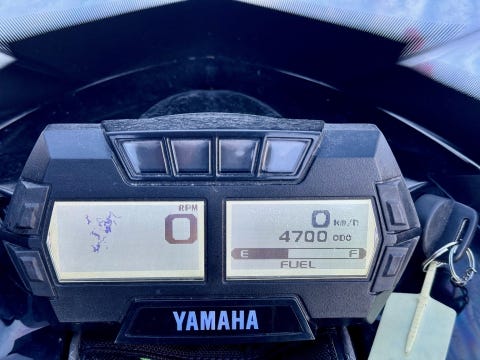 RPM
0
0 km/h
4700 ODO
E F
FUEL
YAMAHA